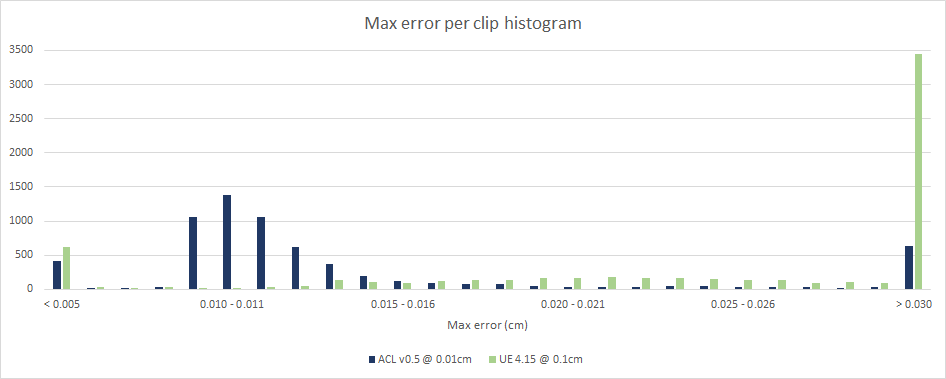 Max error per clip histogram
3500
3000
2500
2000
1500
1000
500
0
< 0.005 0.010 - 0.011 0.015 - 0.016 0.020 - 0.021 0.025 - 0.026 > 0.030
Max error (cm)
ACL v0.5 @ 0.01cm UE 4.15 @ 0.1cm